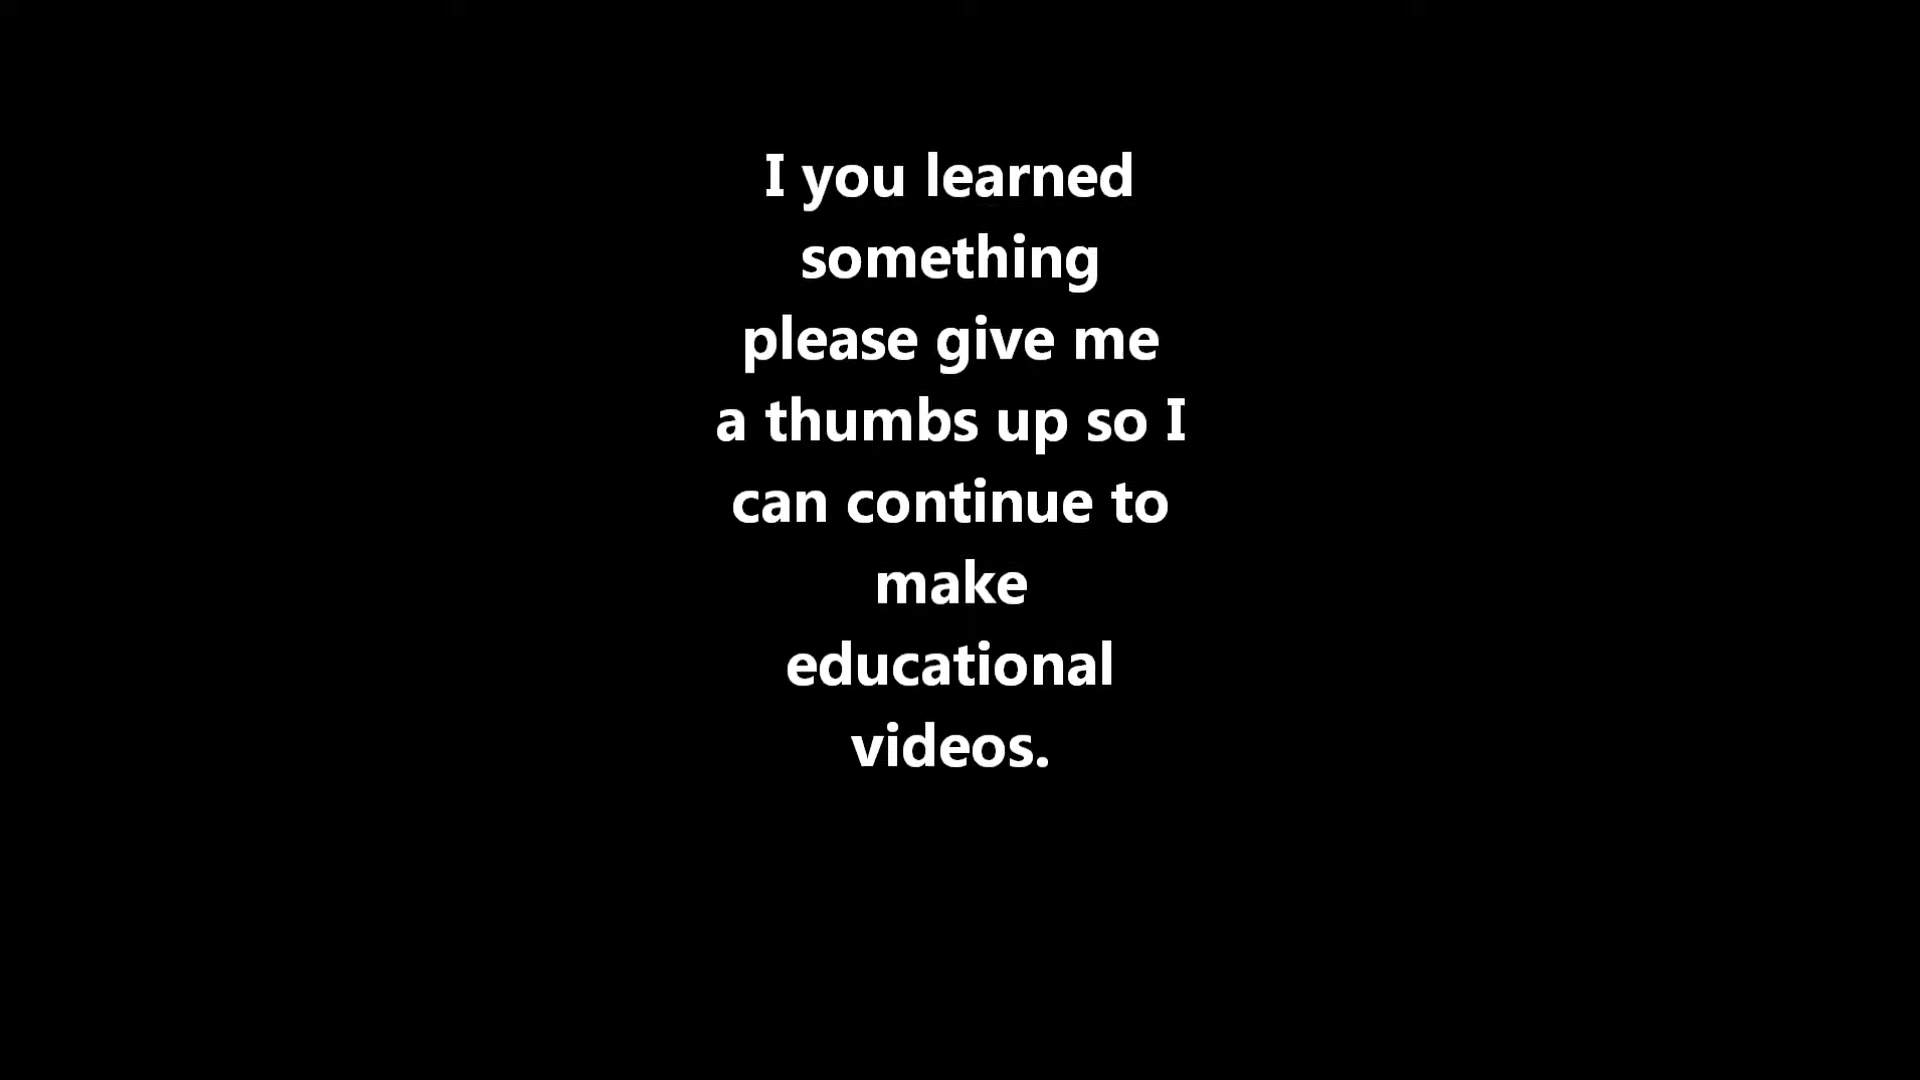 I you learned
something
please give me
a thumbs up so I
can continue to
make
educational
videos.